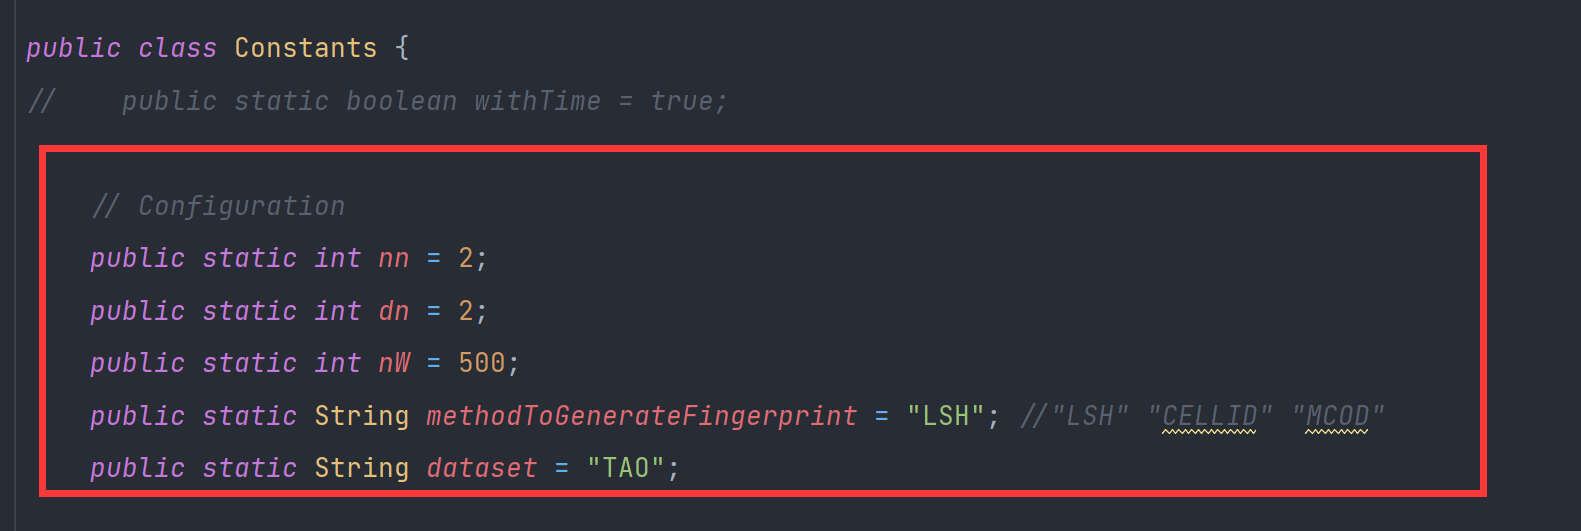 public class Constants {
//    public static boolean withTime = true;
// Configuration
public static int nn = 2;
public static int dn = 2;
public static int nW = 500;
public static String methodToGenerateFingerprint = "LSH"; //"LSH" "CELLID" "MCOD"
public static String dataset = "TAO";